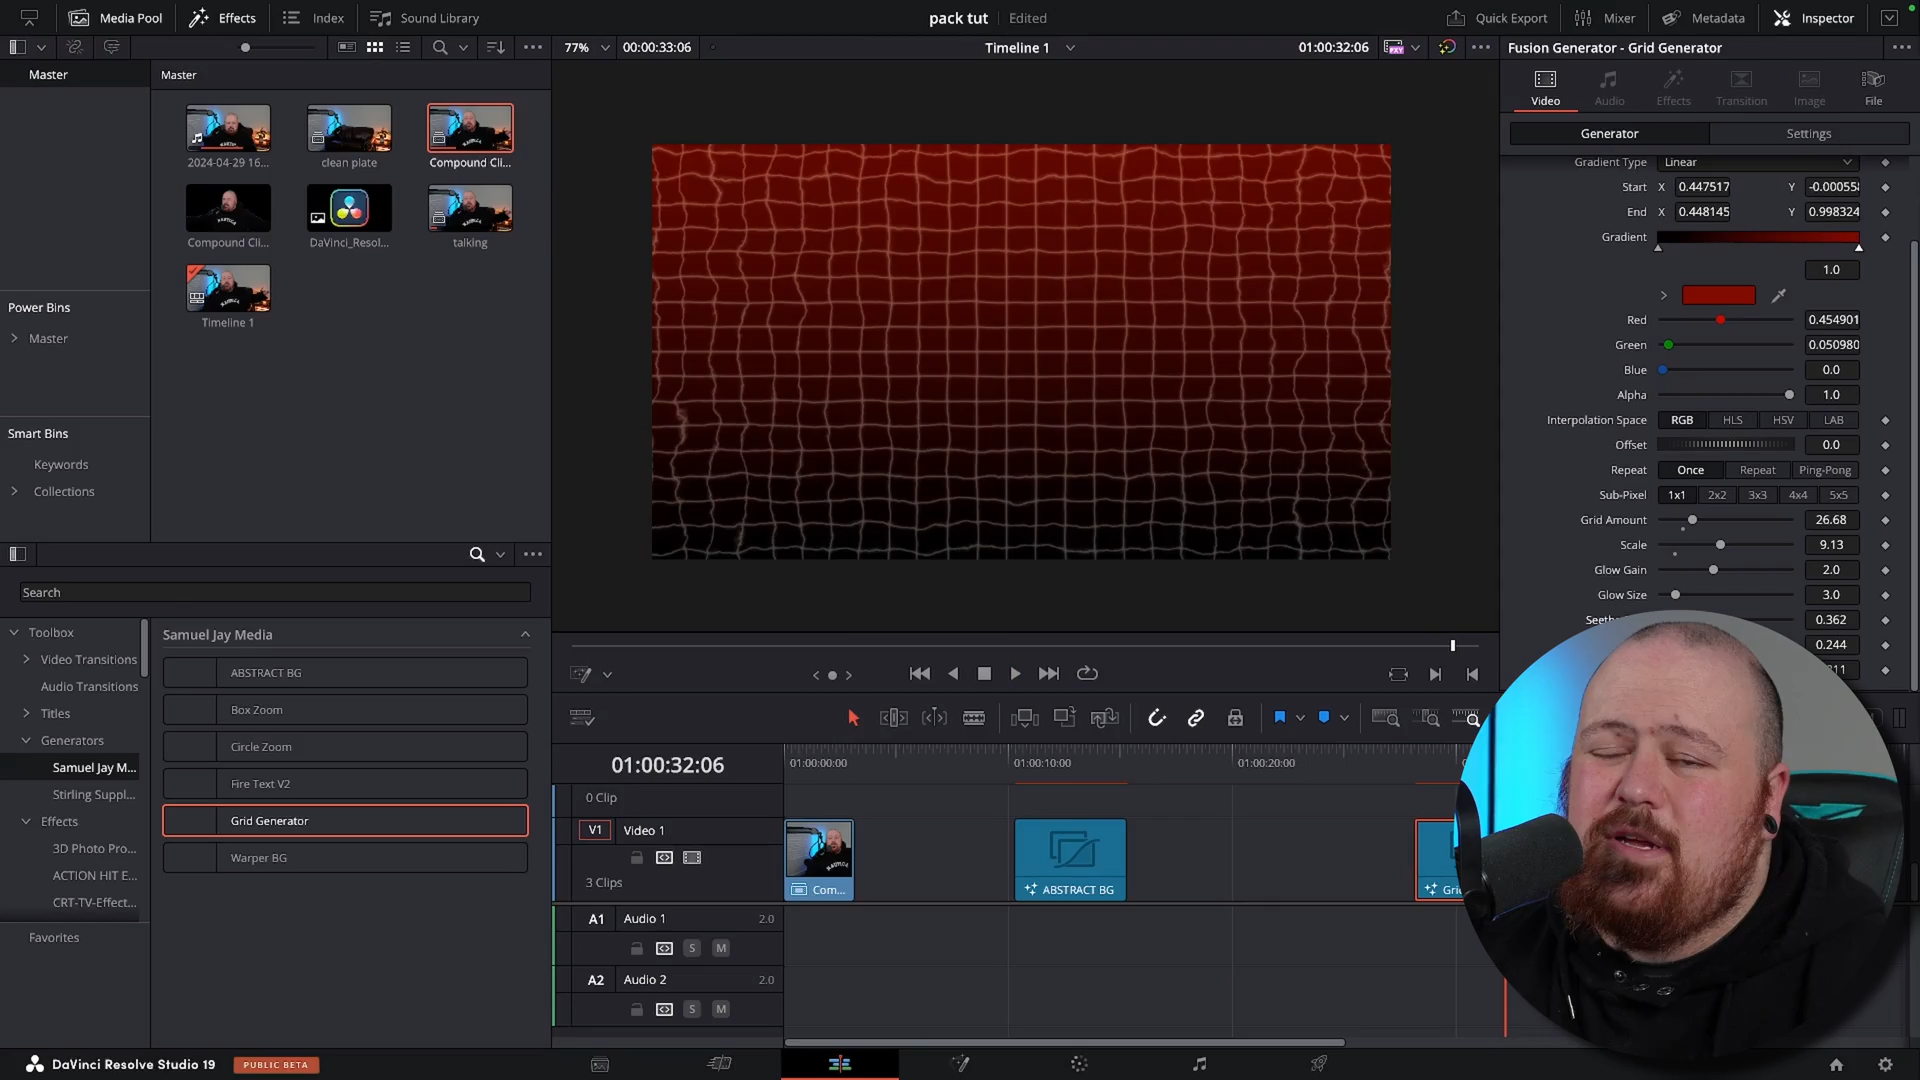 Media Pool
Effects
Index
Sound Library
pack tut
Edited
Quick Export
Mixer
Metadata
Inspector
77%
00:00:33:06
Timeline 1
01:00:32:06
Fusion Generator - Grid Generator
Master
Master
2024-04-29 16...
clean plate
Compound Cli...
Compound Cli...
DaVinci_Resol...
talking
Timeline 1
Power Bins
Master
Smart Bins
Keywords
Collections
Video
Audio
Effects
Transition
Image
File
Generator
Settings
Gradient Type
Linear
Start X 0.447517 Y -0.000558
End X 0.448145 Y 0.998324
Gradient
1.0
Red 0.454901
Green 0.050980
Blue 0.0
Alpha 1.0
Interpolation Space RGB HLS HSV LAB
Offset 0.0
Repeat Once Repeat Ping-Pong
Sub-Pixel 1x1 2x2 3x3 4x4 5x5
Grid Amount 26.68
Scale 9.13
Glow Gain 2.0
Glow Size 3.0
0.362
0.244
Search
Toolbox
Video Transitions
Audio Transitions
Titles
Generators
Samuel Jay M...
Stirling Suppl...
Effects
3D Photo Pro...
ACTION HIT E...
CRT-TV-Effect...
Favorites
Samuel Jay Media
ABSTRACT BG
Box Zoom
Circle Zoom
Fire Text V2
Grid Generator
Warper BG
01:00:32:06
01:00:00:00
01:00:10:00
01:00:20:00
0 Clip
V1 Video 1
3 Clips
Com...
ABSTRACT BG
A1 Audio 1 2.0
S M
A2 Audio 2 2.0
S M
DaVinci Resolve Studio 19
PUBLIC BETA